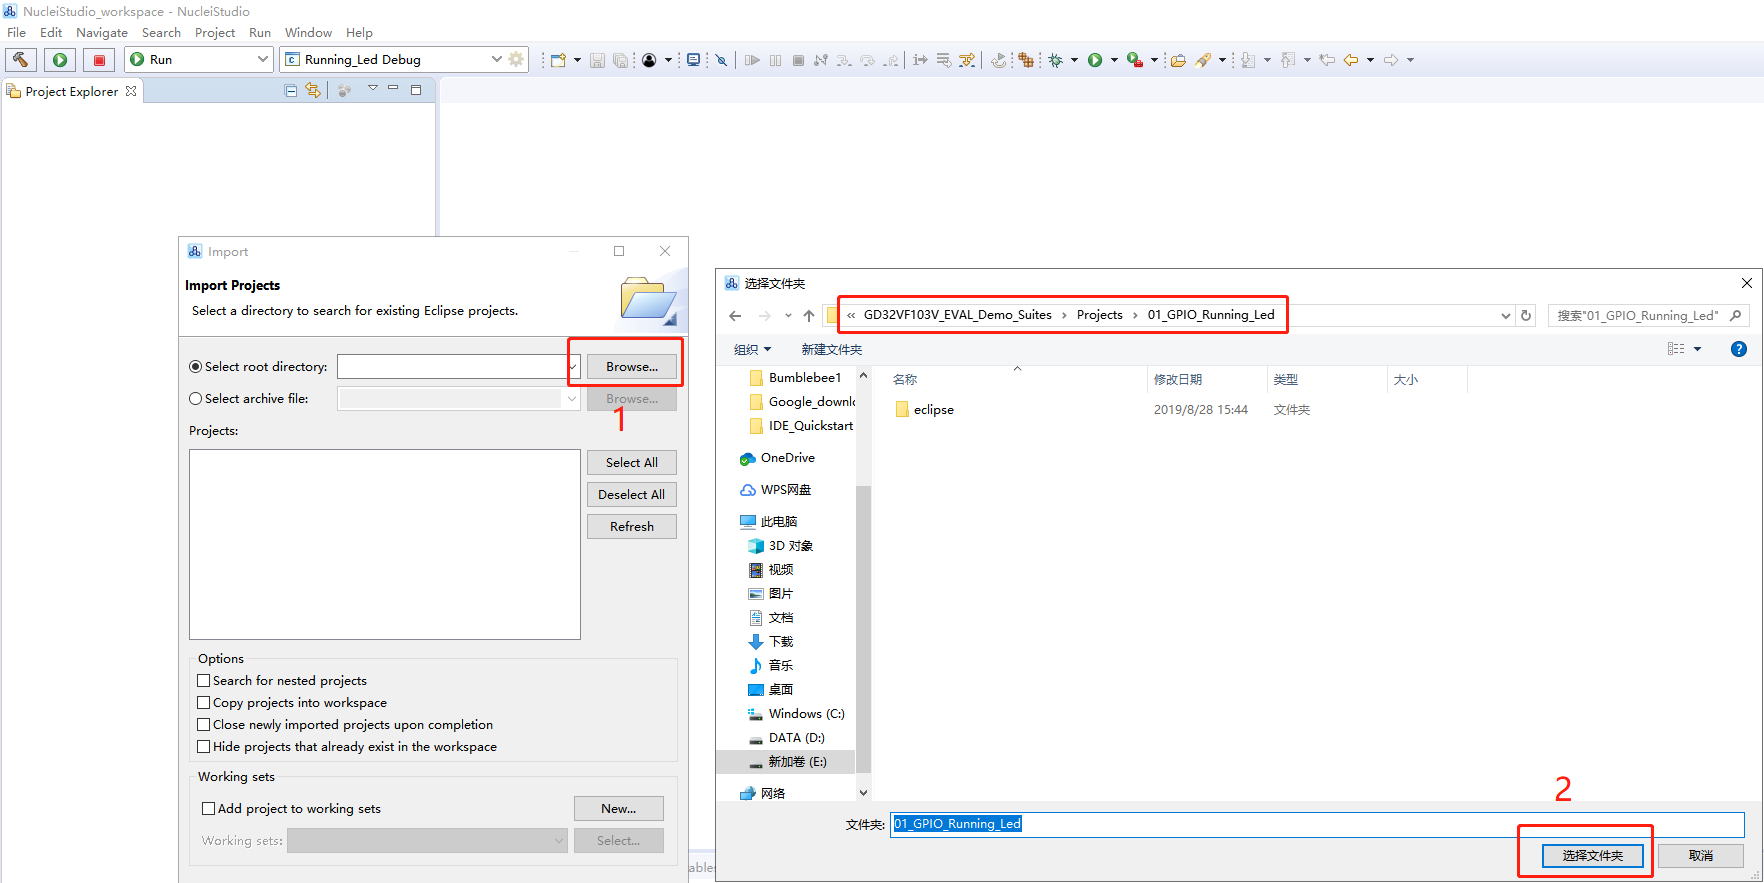 NucleiStudio_workspace - NucleiStudio
File Edit Navigate Search Project Run Window Help
Run
Running_Led Debug
Project Explorer
Import
Import Projects
Select a directory to search for existing Eclipse projects.
Select root directory:
Browse...
Select archive file:
Browse...
1
Projects:
Select All
Deselect All
Refresh
Options
Search for nested projects
Copy projects into workspace
Close newly imported projects upon completion
Hide projects that already exist in the workspace
Working sets
Add project to working sets
New...
Working sets:
Select...
ables
选择文件夹
« GD32VF103V_EVAL_Demo_Suites › Projects › 01_GPIO_Running_Led
搜索"01_GPIO_Running_Led"
组织 新建文件夹
名称 修改日期 类型 大小
eclipse 2019/8/28 15:44 文件夹
Bumblebee1
Google_downlo
IDE_Quickstart
OneDrive
WPS网盘
此电脑
3D 对象
视频
图片
文档
下载
音乐
桌面
Windows (C:)
DATA (D:)
新加卷 (E:)
网络
2
文件夹: 01_GPIO_Running_Led
选择文件夹 取消